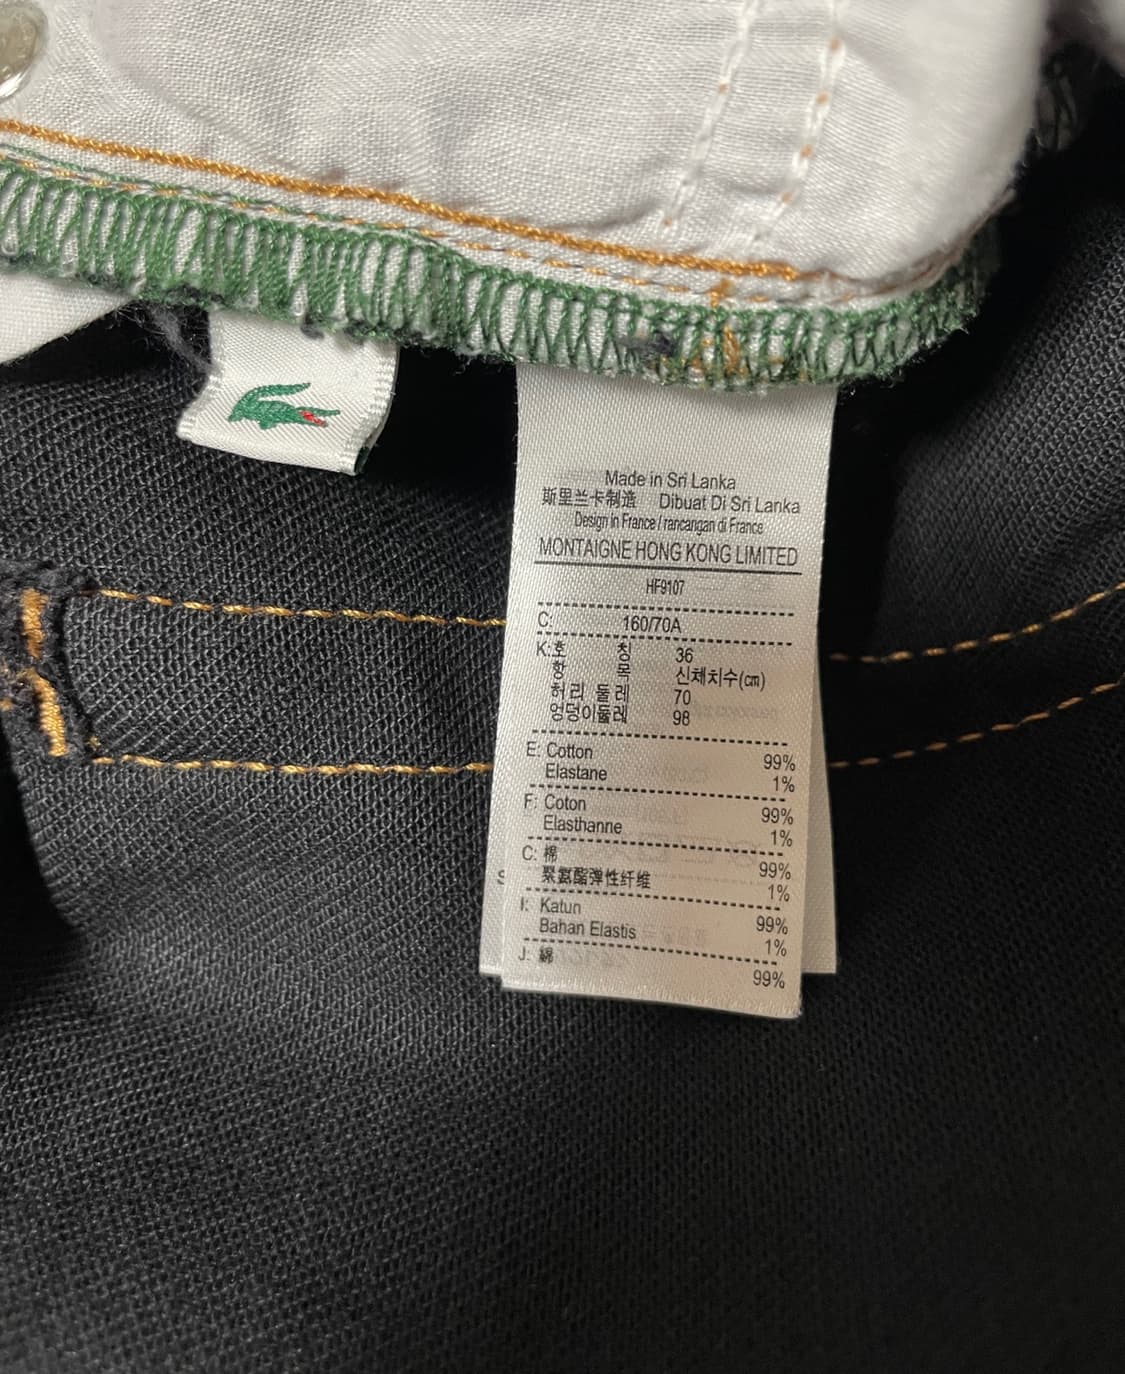 Made in Sri Lanka
斯里兰卡制造 Dibuat Di Sri Lanka
Design in France / rancangan di France
MONTAIGNE HONG KONG LIMITED
HF9107
C: 160/70A
K:호 칭 36
항 목 신체치수(cm)
허리 둘레 70
엉덩이둘레 98
E: Cotton 99%
Elastane 1%
F: Coton 99%
Elasthanne 1%
C: 棉 99%
聚氨酯弹性纤维 1%
I: Katun 99%
Bahan Elastis 1%
J: 綿 99%